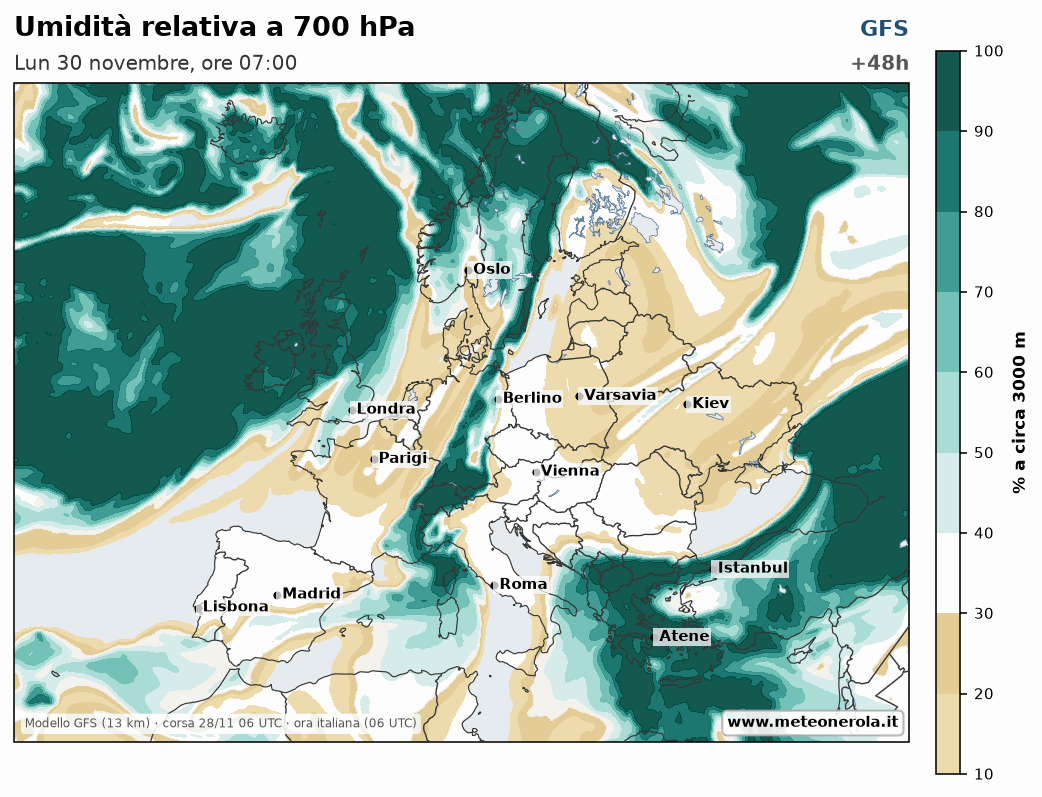 Umidità relativa a 700 hPa
GFS
Lun 30 novembre, ore 07:00
+48h
100
90
80
70
60
50
40
30
20
10
% a circa 3000 m
Oslo
Berlino
Varsavia
Kiev
Londra
Parigi
Vienna
Istanbul
Roma
Madrid
Lisbona
Atene
Modello GFS (13 km) · corsa 28/11 06 UTC · ora italiana (06 UTC)
www.meteonerola.it